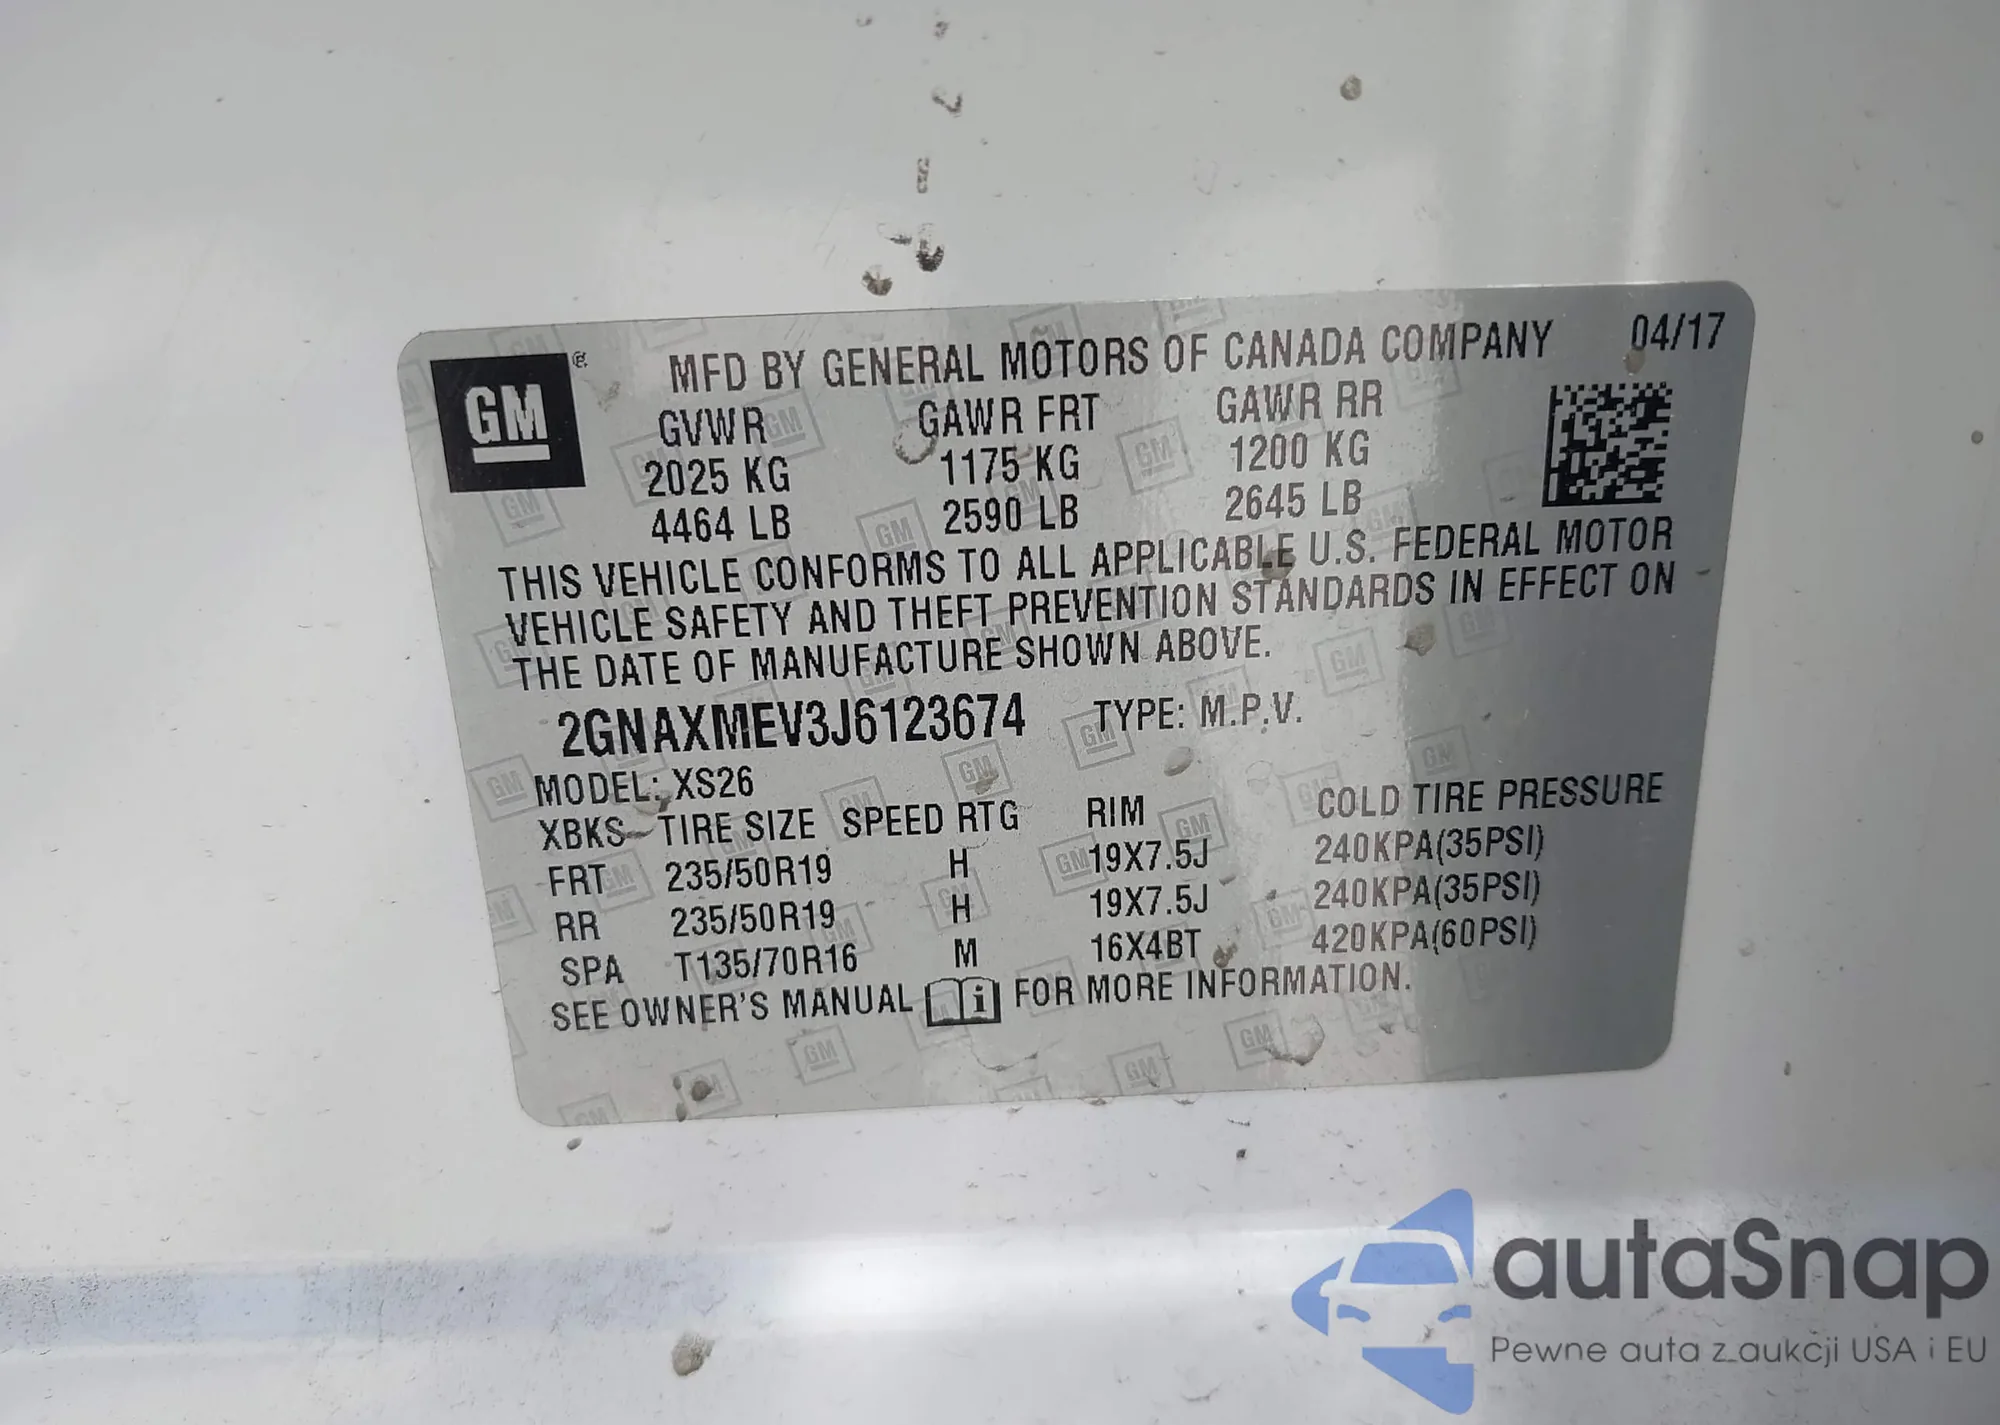 GM ® MFD BY GENERAL MOTORS OF CANADA COMPANY 04/17
GVWR GAWR FRT GAWR RR
2025 KG 1175 KG 1200 KG
4464 LB 2590 LB 2645 LB
THIS VEHICLE CONFORMS TO ALL APPLICABLE U.S. FEDERAL MOTOR
VEHICLE SAFETY AND THEFT PREVENTION STANDARDS IN EFFECT ON
THE DATE OF MANUFACTURE SHOWN ABOVE.
2GNAXMEV3J6123674 TYPE: M.P.V.
MODEL: XS26
XBKS TIRE SIZE SPEED RTG RIM COLD TIRE PRESSURE
FRT 235/50R19 H 19X7.5J 240KPA(35PSI)
RR 235/50R19 H 19X7.5J 240KPA(35PSI)
SPA T135/70R16 M 16X4BT 420KPA(60PSI)
SEE OWNER'S MANUAL i FOR MORE INFORMATION.
autaSnap
Pewne auta z aukcji USA i EU